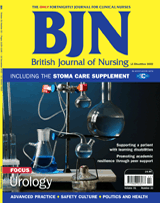 THE ONLY FORTNIGHTLY JOURNAL FOR CLINICAL NURSES
BJN
British Journal of Nursing
INCLUDING THE STOMA CARE SUPPLEMENT
Supporting a patient
with learning disabilities
Promoting academic
resilience through peer support
FOCUS
Urology
ADVANCED PRACTICE • SAFETY CULTURE • POLITICS AND HEALTH